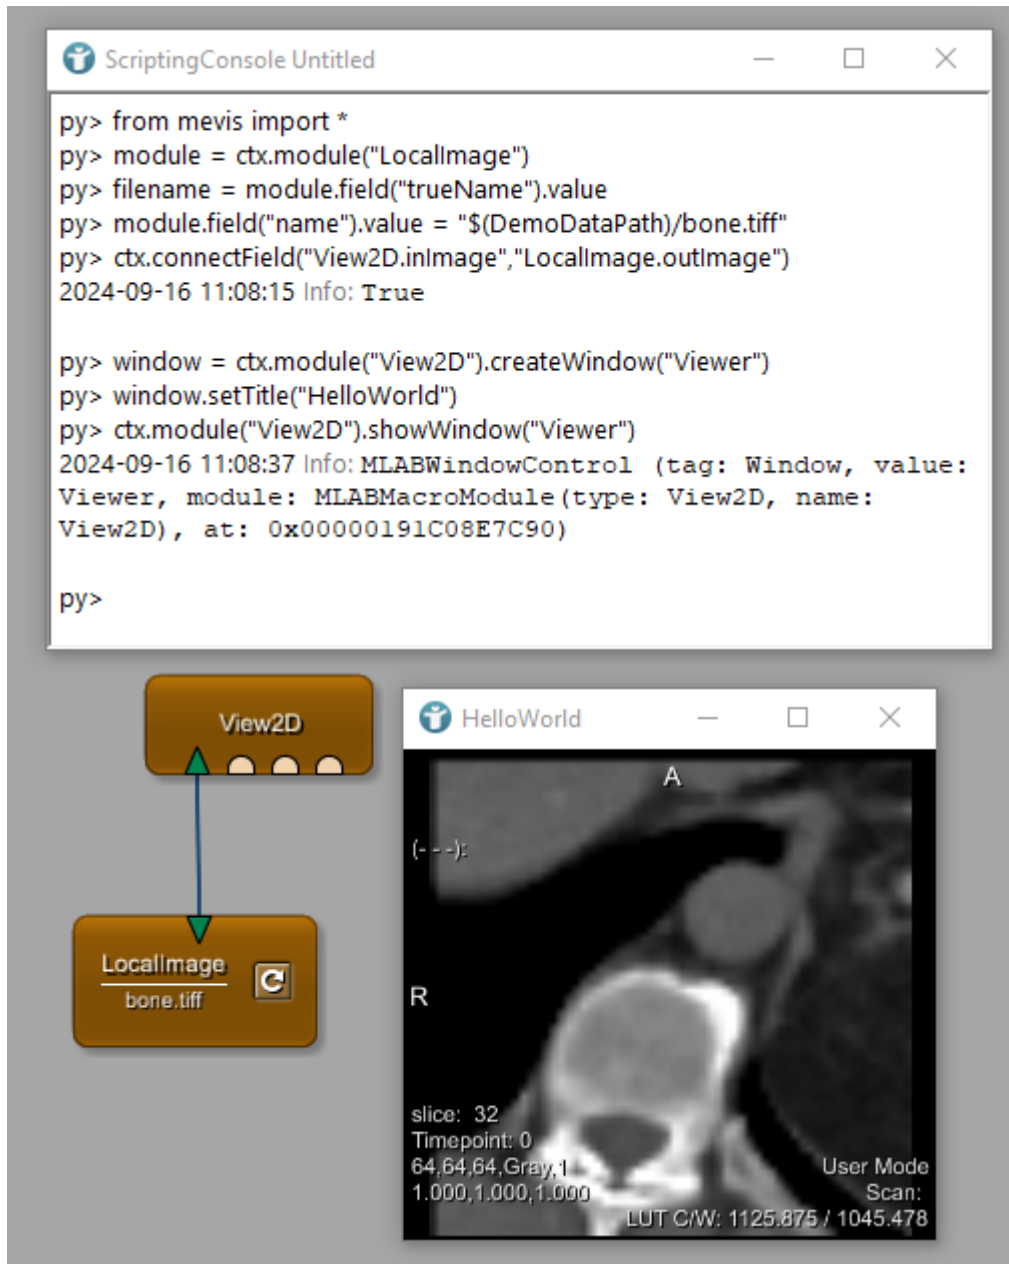 ScriptingConsole Untitled
py> from mevis import *
py> module = ctx.module("LocalImage")
py> filename = module.field("trueName").value
py> module.field("name").value = "$(DemoDataPath)/bone.tiff"
py> ctx.connectField("View2D.inImage","LocalImage.outImage")
2024-09-16 11:08:15 Info: True
py> window = ctx.module("View2D").createWindow("Viewer")
py> window.setTitle("HelloWorld")
py> ctx.module("View2D").showWindow("Viewer")
2024-09-16 11:08:37 Info: MLABWindowControl (tag: Window, value:
Viewer, module: MLABMacroModule(type: View2D, name:
View2D), at: 0x00000191C08E7C90)
py>
View2D
LocalImage
bone.tiff
HelloWorld
A
(- - -):
R
slice: 32
Timepoint: 0
64,64,64,Gray,1
1.000,1.000,1.000
User Mode
Scan:
LUT C/W: 1125.875 / 1045.478